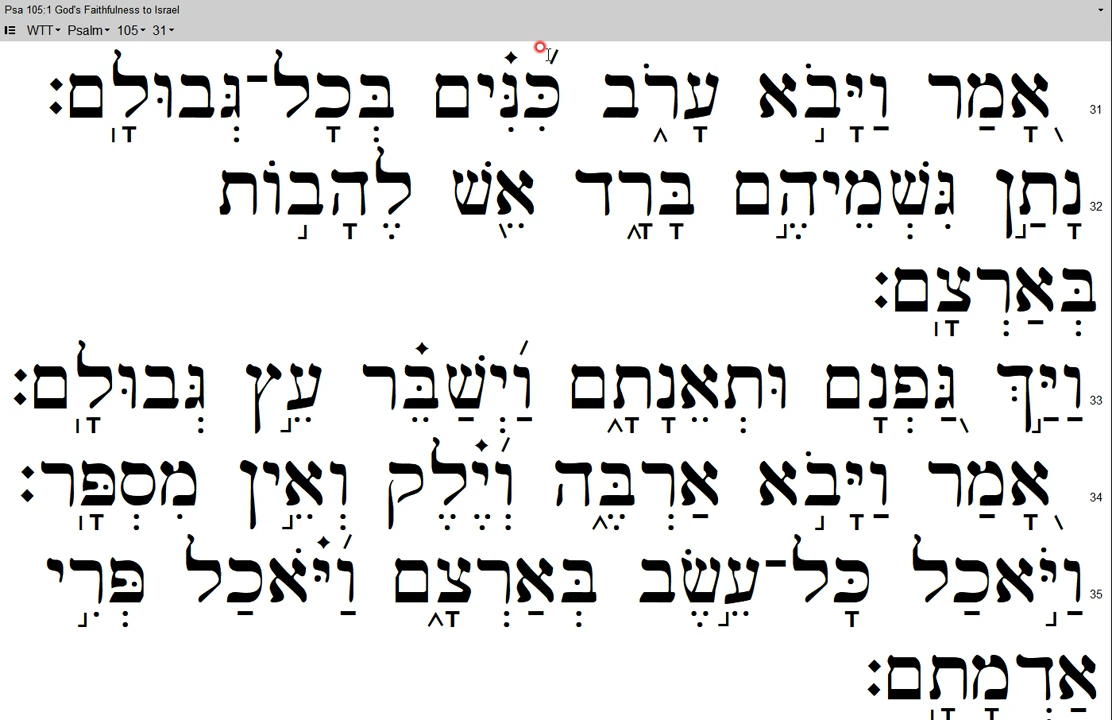 Psa 105:1 God's Faithfulness to Israel
WTT Psalm 105 31
31 אָ֭מַר וַיָּבֹ֣א עָרֹ֑ב כִּ֝נִּ֗ים בְּכָל־גְּבוּלָֽם׃
32 נָתַ֣ן גִּשְׁמֵיהֶ֣ם בָּרָ֑ד אֵ֖שׁ לֶהָב֣וֹת
בְּאַרְצָֽם׃
33 וַיַּ֣ךְ גַּ֭פְנָם וּתְאֵנָתָ֑ם וַ֝יְשַׁבֵּ֗ר עֵ֣ץ גְּבוּלָֽם׃
34 אָ֭מַר וַיָּבֹ֣א אַרְבֶּ֑ה וְ֝יֶ֗לֶק וְאֵ֣ין מִסְפָּֽר׃
35 וַיֹּ֣אכַל כָּל־עֵ֣שֶׂב בְּאַרְצָ֑ם וַ֝יֹּ֗אכַל פְּרִ֣י
אַדְמָתָֽם׃